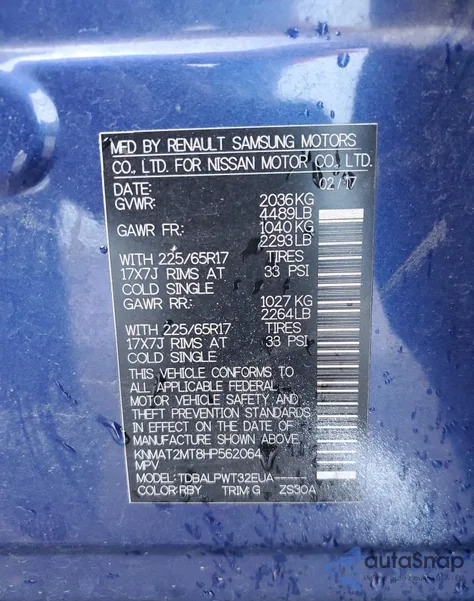 MFD BY RENAULT SAMSUNG MOTORS
CO., LTD. FOR NISSAN MOTOR CO., LTD.
DATE: 02/17
GVWR: 2036KG
4489LB
GAWR FR: 1040 KG
2293LB
WITH 225/65R17 TIRES
17X7J RIMS AT 33 PSI
COLD SINGLE
GAWR RR: 1027 KG
2264LB
WITH 225/65R17 TIRES
17X7J RIMS AT 33 PSI
COLD SINGLE
THIS VEHICLE CONFORMS TO
ALL APPLICABLE FEDERAL
MOTOR VEHICLE SAFETY, AND
THEFT PREVENTION STANDARDS
IN EFFECT ON THE DATE OF
MANUFACTURE SHOWN ABOVE.
KNMAT2MT8HP562064
MPV
MODEL: TDBALPWT32EUA-----
COLOR:RBY TRIM:G ZS30A
autoSnap